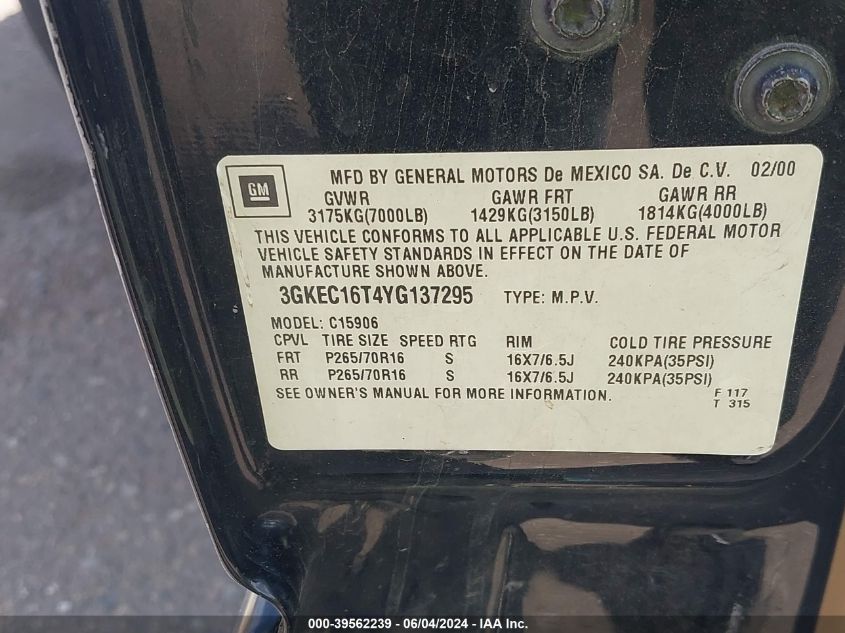 GM
MFD BY GENERAL MOTORS De MEXICO SA. De C.V. 02/00
GVWR GAWR FRT GAWR RR
3175KG(7000LB) 1429KG(3150LB) 1814KG(4000LB)
THIS VEHICLE CONFORMS TO ALL APPLICABLE U.S. FEDERAL MOTOR
VEHICLE SAFETY STANDARDS IN EFFECT ON THE DATE OF
MANUFACTURE SHOWN ABOVE.
3GKEC16T4YG137295 TYPE: M.P.V.
MODEL: C15906
CPVL TIRE SIZE SPEED RTG RIM COLD TIRE PRESSURE
FRT P265/70R16 S 16X7/6.5J 240KPA(35PSI)
RR P265/70R16 S 16X7/6.5J 240KPA(35PSI)
SEE OWNER'S MANUAL FOR MORE INFORMATION. F 117
T 315
000-39562239 - 06/04/2024 - IAA Inc.